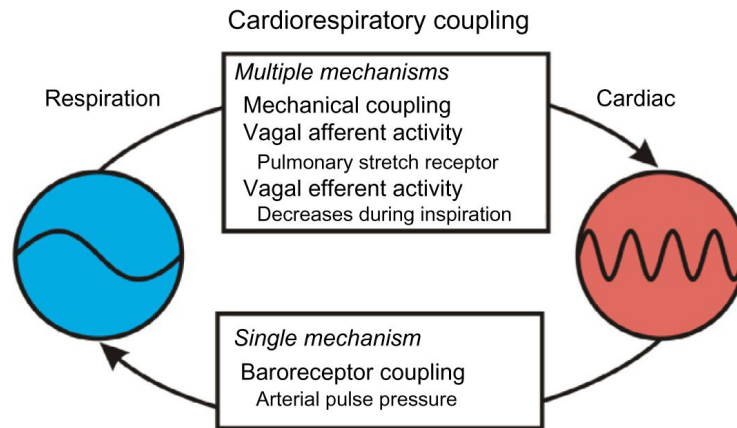 Cardiorespiratory coupling
Respiration
Multiple mechanisms
Mechanical coupling
Vagal afferent activity
Pulmonary stretch receptor
Vagal efferent activity
Decreases during inspiration
Cardiac
Single mechanism
Baroreceptor coupling
Arterial pulse pressure